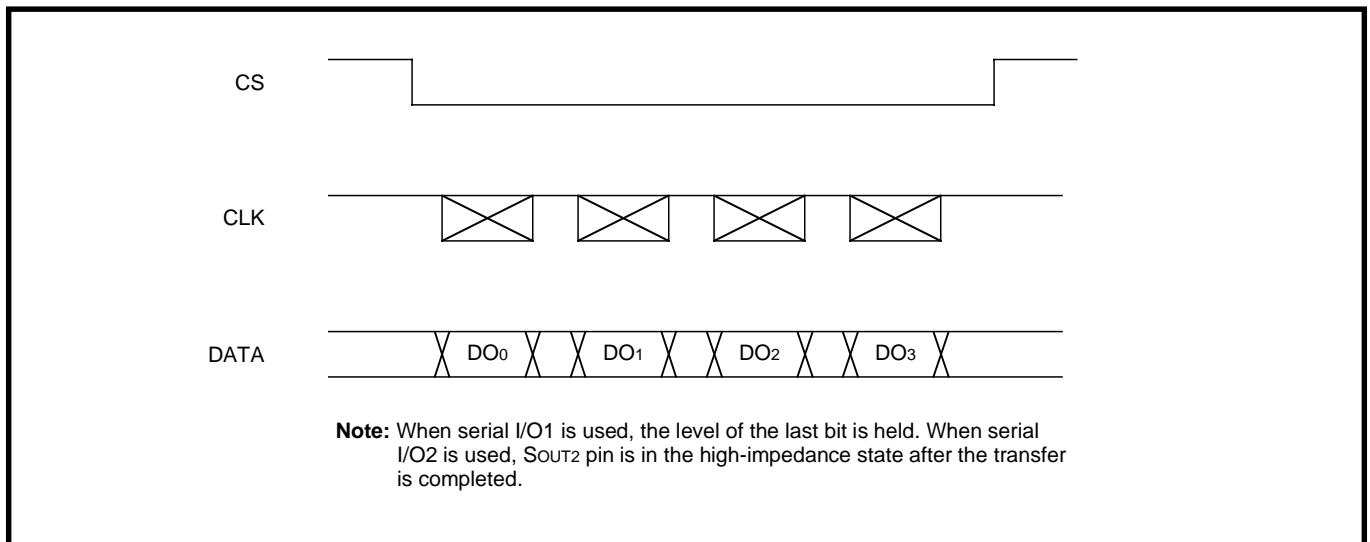 CS
CLK
DATA
DO0 DO1 DO2 DO3
Note: When serial I/O1 is used, the level of the last bit is held. When serial
I/O2 is used, SOUT2 pin is in the high-impedance state after the transfer
is completed.